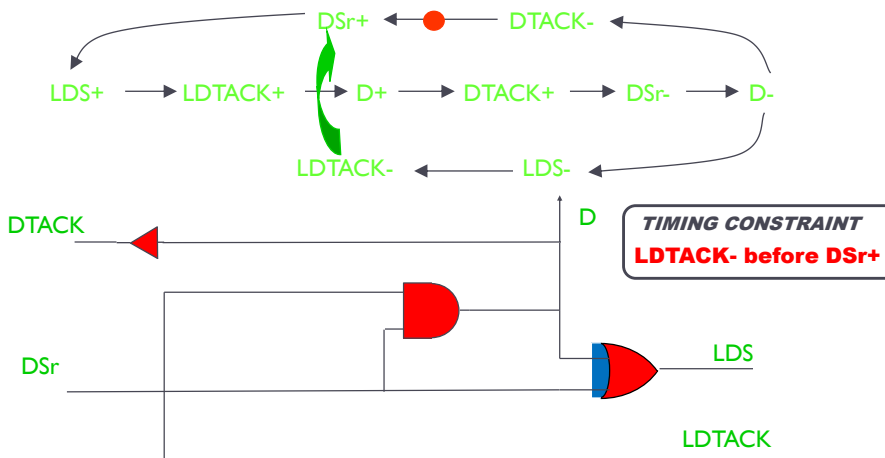 DSr+ DTACK-
LDS+ LDTACK+ D+ DTACK+ DSr- D-
LDTACK- LDS-
DTACK D
TIMING CONSTRAINT
LDTACK- before DSr+
DSr LDS
LDTACK